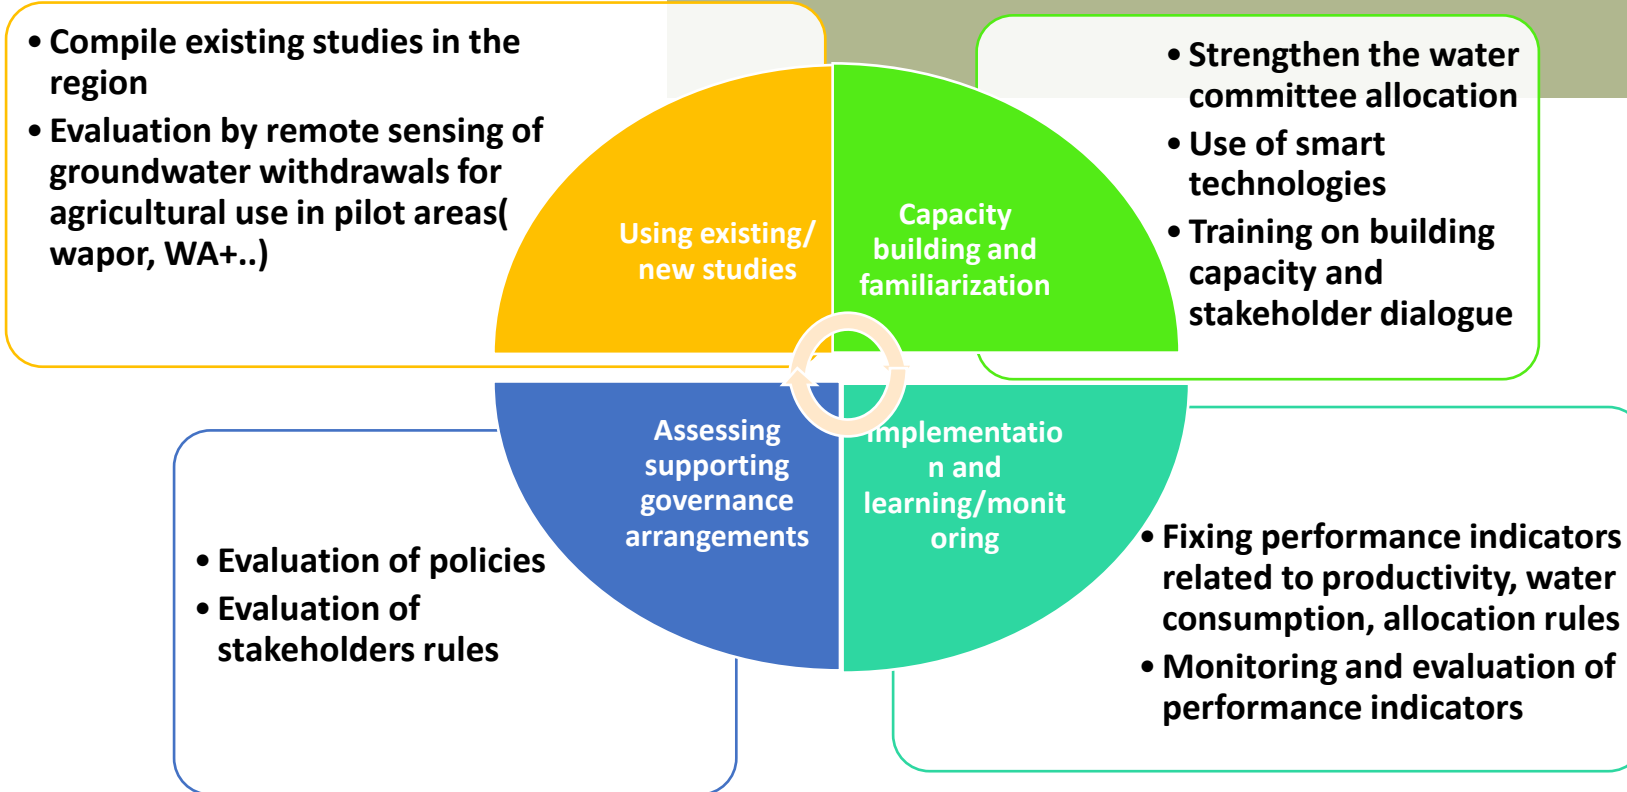 • Compile existing studies in the
region
• Evaluation by remote sensing of
groundwater withdrawals for
agricultural use in pilot areas(
wapor, WA+..)
Using existing/
new studies
Capacity
building and
familiarization
• Strengthen the water
committee allocation
• Use of smart
technologies
• Training on building
capacity and
stakeholder dialogue
Assessing
supporting
governance
arrangements
• Evaluation of policies
• Evaluation of
stakeholders rules
Implementatio
n and
learning/monit
oring
• Fixing performance indicators
related to productivity, water
consumption, allocation rules
• Monitoring and evaluation of
performance indicators